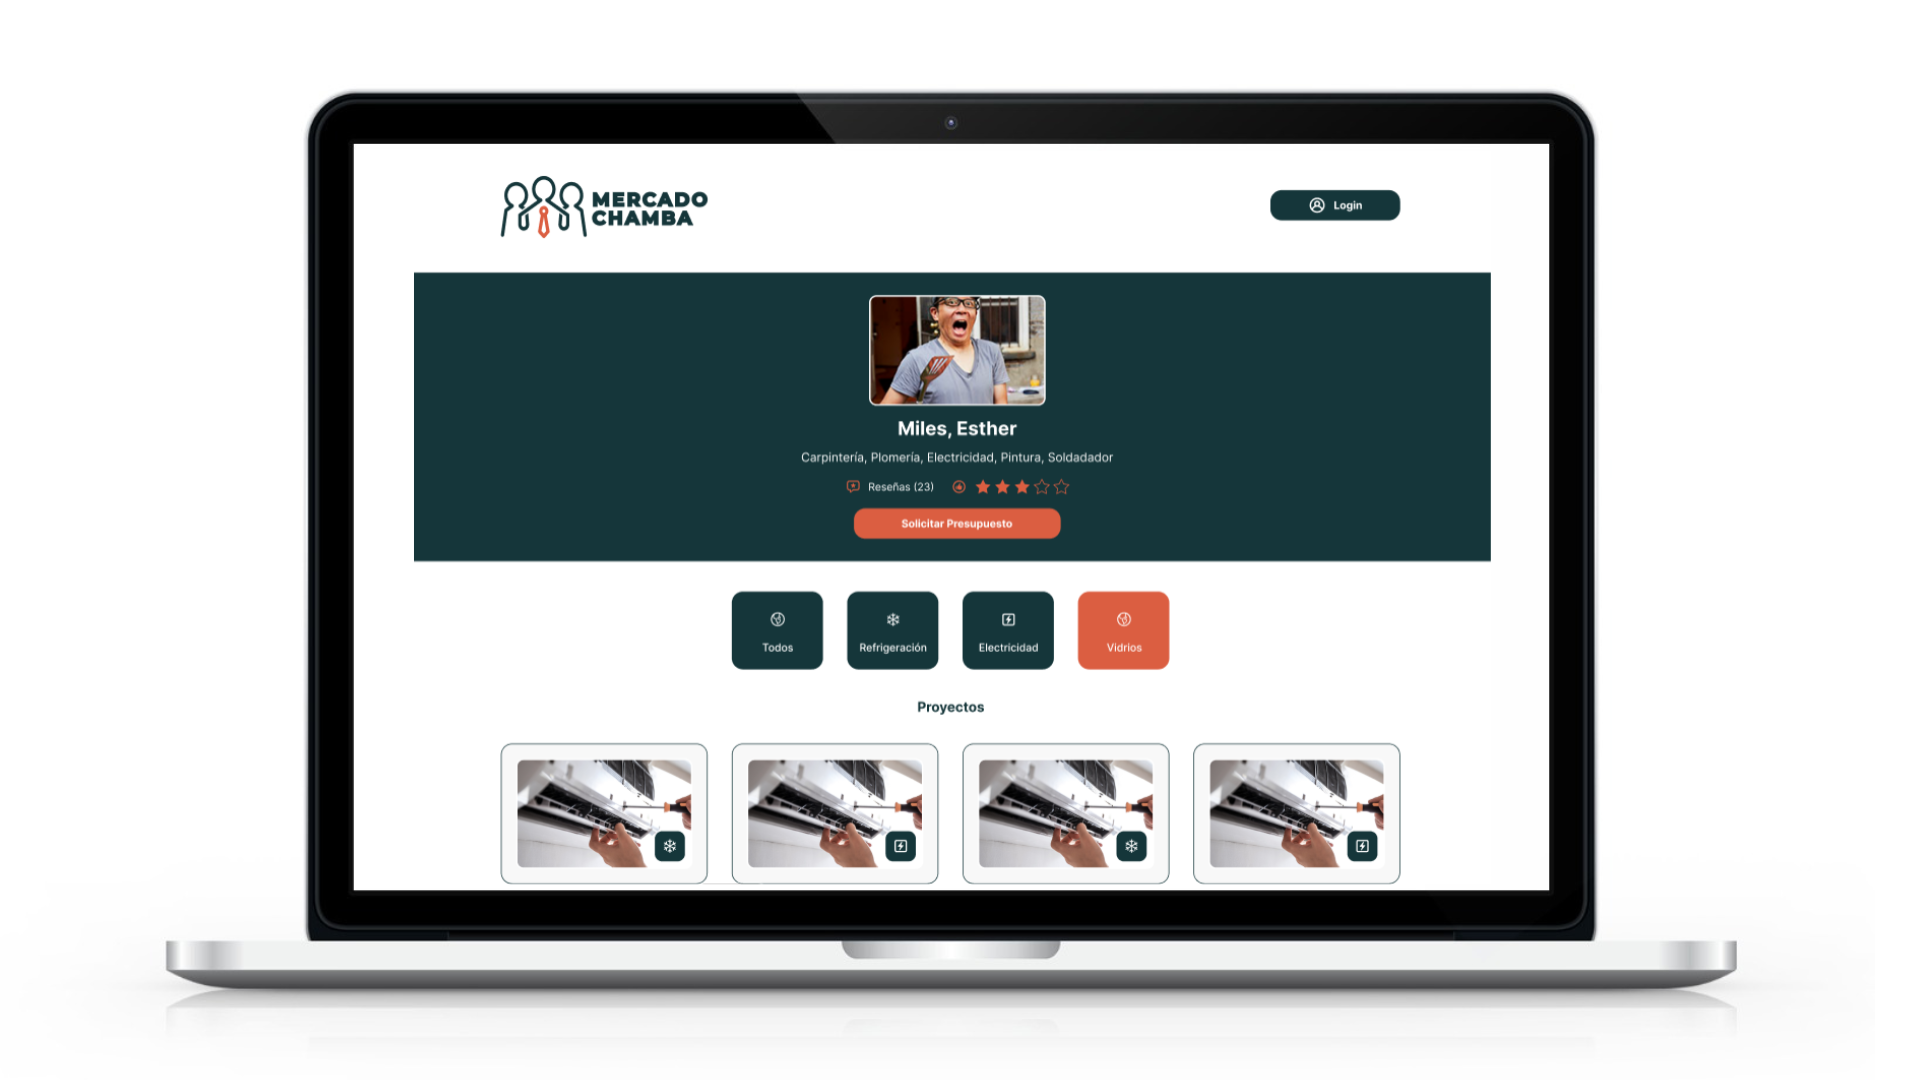 MERCADO
CHAMBA
Login
Miles, Esther
Carpintería, Plomería, Electricidad, Pintura, Soldadador
Reseñas (23)
Solicitar Presupuesto
Todos
Refrigeración
Electricidad
Vidrios
Proyectos